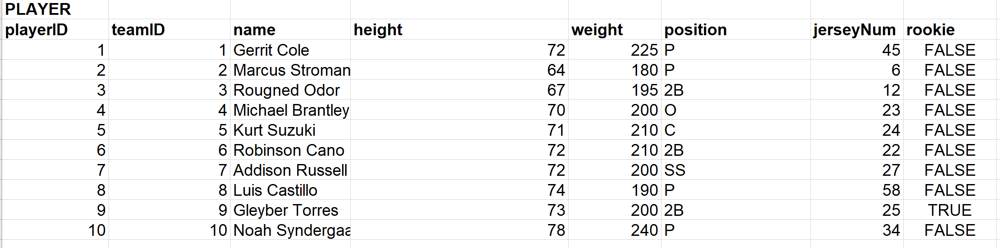 PLAYER
playerID teamID name height weight position jerseyNum rookie
1 1 Gerrit Cole 72 225 P 45 FALSE
2 2 Marcus Stroman 64 180 P 6 FALSE
3 3 Rougned Odor 67 195 2B 12 FALSE
4 4 Michael Brantley 70 200 O 23 FALSE
5 5 Kurt Suzuki 71 210 C 24 FALSE
6 6 Robinson Cano 72 210 2B 22 FALSE
7 7 Addison Russell 72 200 SS 27 FALSE
8 8 Luis Castillo 74 190 P 58 FALSE
9 9 Gleyber Torres 73 200 2B 25 TRUE
10 10 Noah Syndergaa 78 240 P 34 FALSE